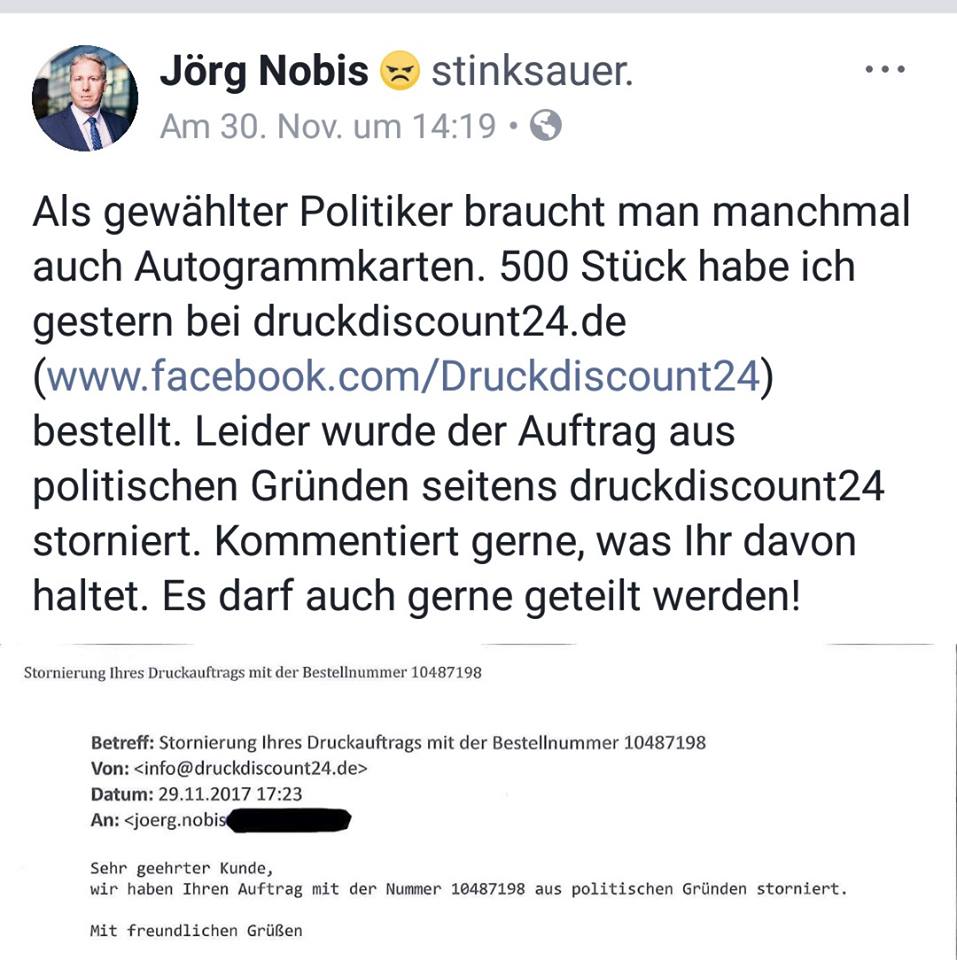 Jörg Nobis 😠 stinksauer.
Am 30. Nov. um 14:19 •
Als gewählter Politiker braucht man manchmal
auch Autogrammkarten. 500 Stück habe ich
gestern bei druckdiscount24.de
(www.facebook.com/Druckdiscount24)
bestellt. Leider wurde der Auftrag aus
politischen Gründen seitens druckdiscount24
storniert. Kommentiert gerne, was Ihr davon
haltet. Es darf auch gerne geteilt werden!
Stornierung Ihres Druckauftrags mit der Bestellnummer 10487198
Betreff: Stornierung Ihres Druckauftrags mit der Bestellnummer 10487198
Von: <info@druckdiscount24.de>
Datum: 29.11.2017 17:23
An: <joerg.nobis
Sehr geehrter Kunde,
wir haben Ihren Auftrag mit der Nummer 10487198 aus politischen Gründen storniert.
Mit freundlichen Grüßen